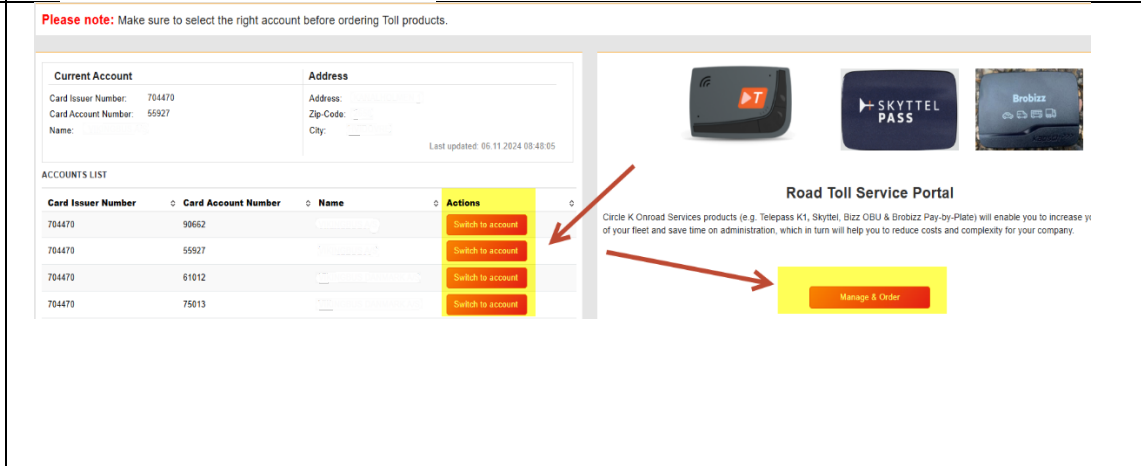 Please note: Make sure to select the right account before ordering Toll products.
Current Account
Card Issuer Number: 704470
Card Account Number: 55927
Name:
Address
Address:
Zip-Code:
City:
Last updated: 06.11.2024 08:48:05
ACCOUNTS LIST
Card Issuer Number Card Account Number Name Actions
704470 90662 Switch to account
704470 55927 Switch to account
704470 61012 Switch to account
704470 75013 Switch to account
T
SKYTTEL
PASS
Brobizz
Road Toll Service Portal
Circle K Onroad Services products (e.g. Telepass K1, Skyttel, Bizz OBU & Brobizz Pay-by-Plate) will enable you to increase
of your fleet and save time on administration, which in turn will help you to reduce costs and complexity for your company.
Manage & Order